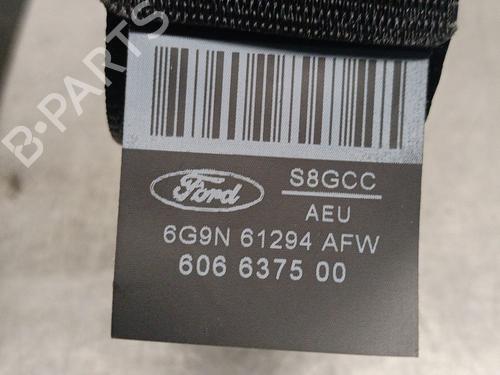 B-PARTS
Ford
S8GCC
AEU
6G9N 61294 AFW
606 6375 00